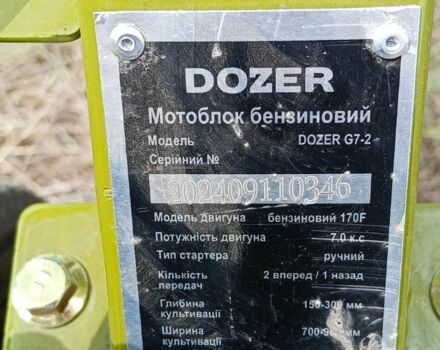 DOZER
Мотоблок бензиновий
Модель DOZER G7-2
Серійний №
202409110346
Модель двигуна бензиновий 170F
Потужність двигуна 7,0 к.с
Тип стартера ручний
Кількість 2 вперед / 1 назад
передач
Глибина 150-300 мм
культивації
Ширина мм
культивації